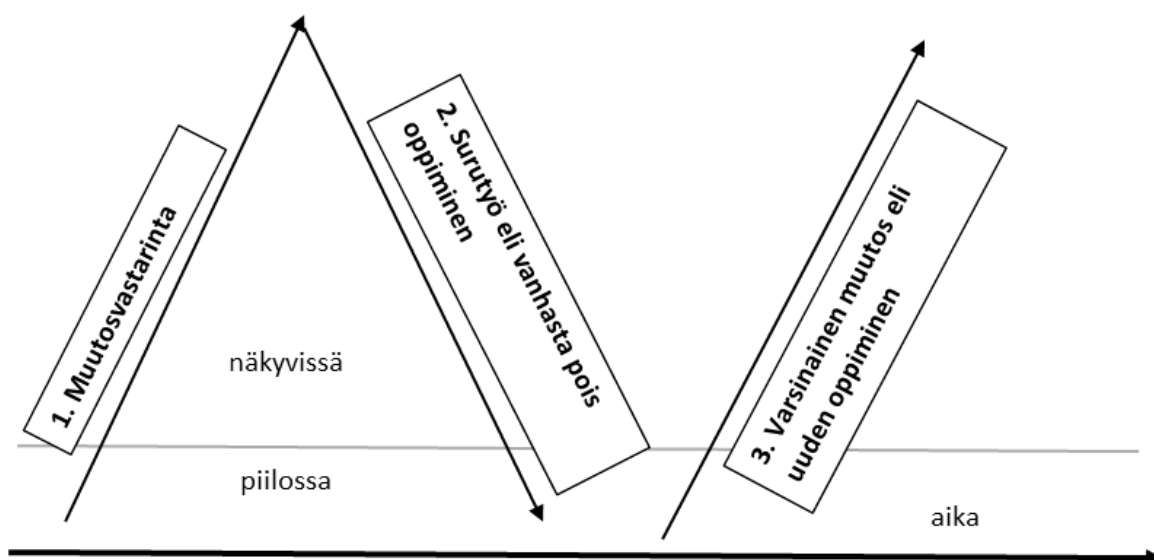 1. Muutosvastarinta
2. Surutyö eli vanhasta pois
oppiminen
3. Varsinainen muutos eli
uuden oppiminen
näkyvissä
piilossa
aika